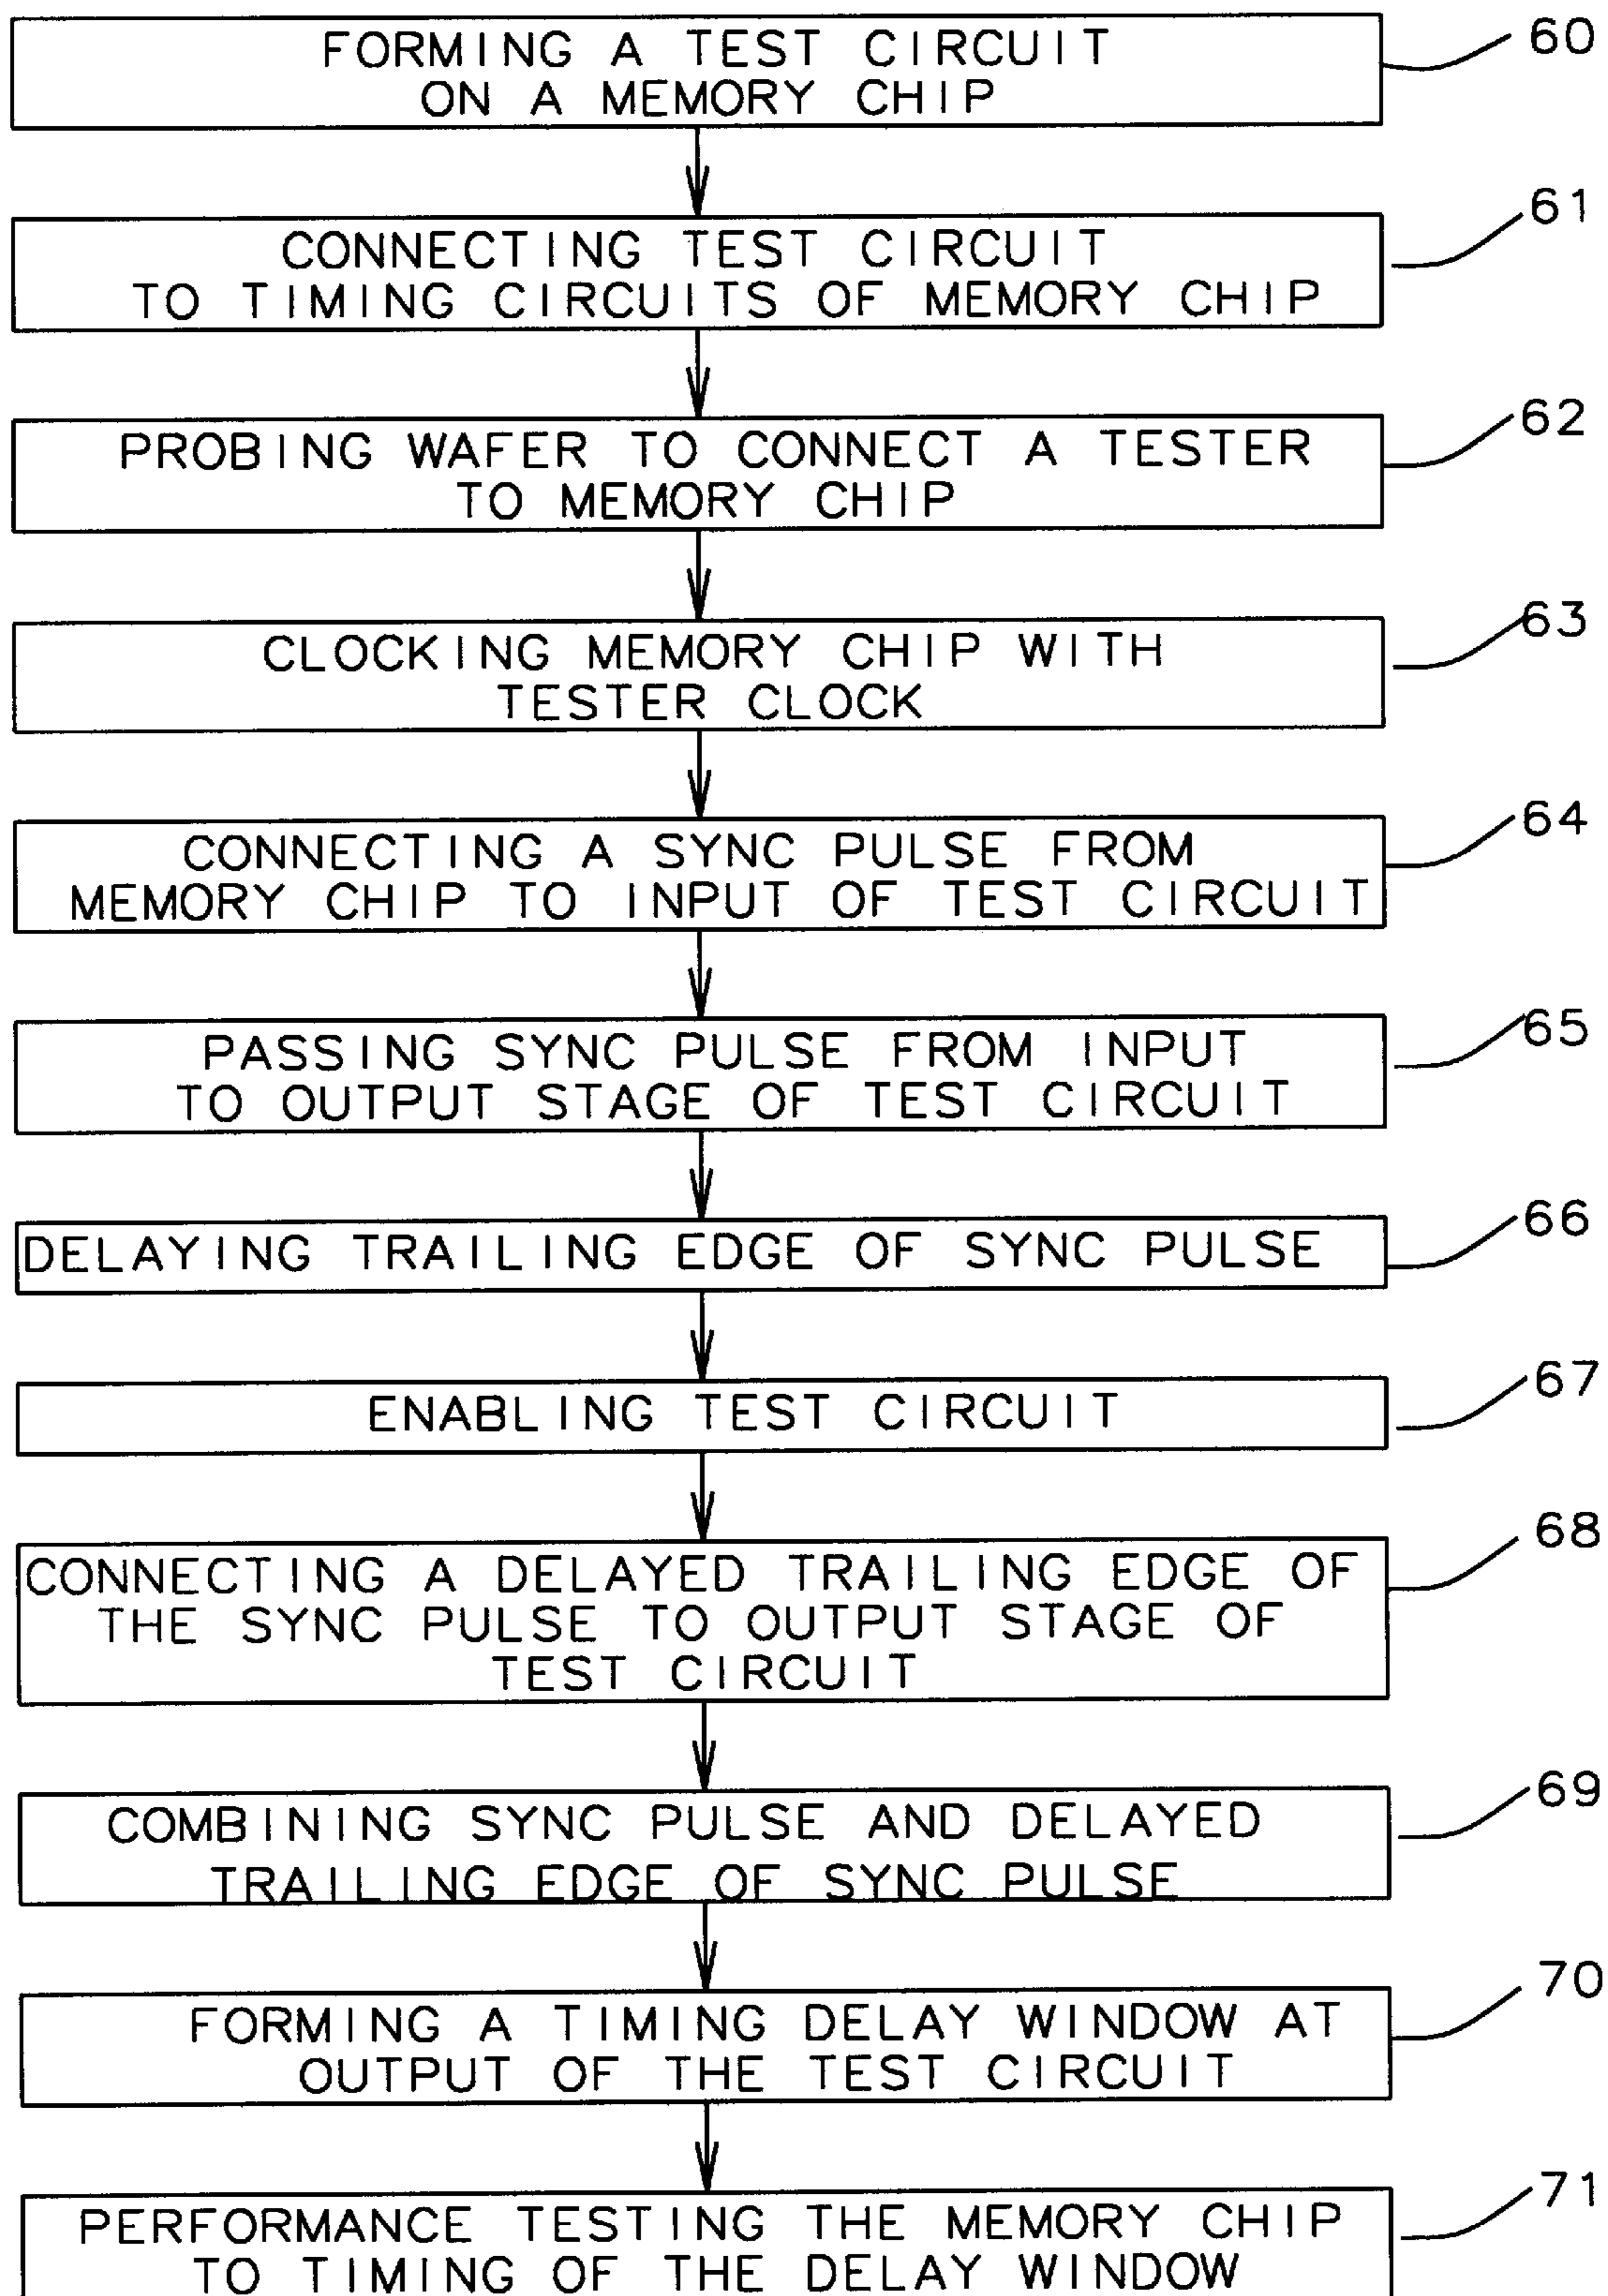 FORMING A TEST CIRCUIT
ON A MEMORY CHIP
60
CONNECTING TEST CIRCUIT
TO TIMING CIRCUITS OF MEMORY CHIP
61
PROBING WAFER TO CONNECT A TESTER
TO MEMORY CHIP
62
CLOCKING MEMORY CHIP WITH
TESTER CLOCK
63
CONNECTING A SYNC PULSE FROM
MEMORY CHIP TO INPUT OF TEST CIRCUIT
64
PASSING SYNC PULSE FROM INPUT
TO OUTPUT STAGE OF TEST CIRCUIT
65
DELAYING TRAILING EDGE OF SYNC PULSE
66
ENABLING TEST CIRCUIT
67
CONNECTING A DELAYED TRAILING EDGE OF
THE SYNC PULSE TO OUTPUT STAGE OF
TEST CIRCUIT
68
COMBINING SYNC PULSE AND DELAYED
TRAILING EDGE OF SYNC PULSE
69
FORMING A TIMING DELAY WINDOW AT
OUTPUT OF THE TEST CIRCUIT
70
PERFORMANCE TESTING THE MEMORY CHIP
TO TIMING OF THE DELAY WINDOW
71